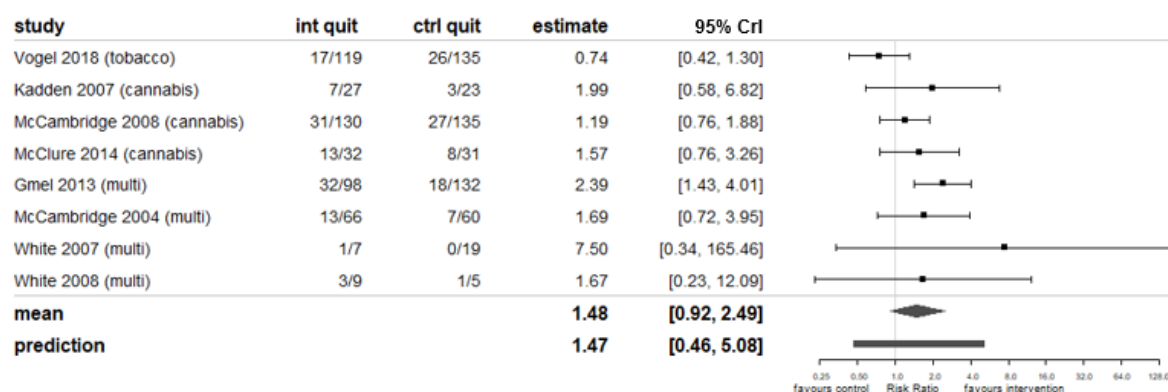 study int quit ctrl quit estimate 95% CrI
Vogel 2018 (tobacco) 17/119 26/135 0.74 [0.42, 1.30]
Kadden 2007 (cannabis) 7/27 3/23 1.99 [0.58, 6.82]
McCambridge 2008 (cannabis) 31/130 27/135 1.19 [0.76, 1.88]
McClure 2014 (cannabis) 13/32 8/31 1.57 [0.76, 3.26]
Gmel 2013 (multi) 32/98 18/132 2.39 [1.43, 4.01]
McCambridge 2004 (multi) 13/66 7/60 1.69 [0.72, 3.95]
White 2007 (multi) 1/7 0/19 7.50 [0.34, 165.46]
White 2008 (multi) 3/9 1/5 1.67 [0.23, 12.09]
mean 1.48 [0.92, 2.49]
prediction 1.47 [0.46, 5.08]
0.25 0.50 1.0 2.0 4.0 8.0 16.0 32.0 64.0 128.0
favours control Risk Ratio favours intervention